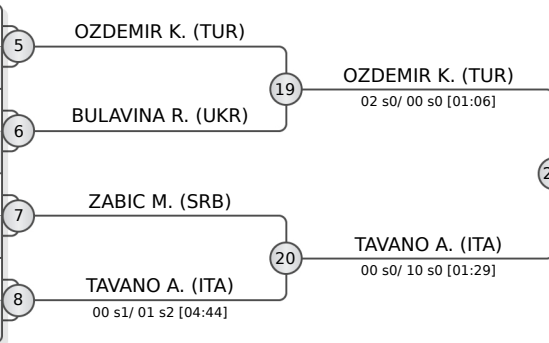 OZDEMIR K. (TUR)
5
19
OZDEMIR K. (TUR)
02 s0/ 00 s0 [01:06]
BULAVINA R. (UKR)
6
ZABIC M. (SRB)
7
20
TAVANO A. (ITA)
00 s0/ 10 s0 [01:29]
TAVANO A. (ITA)
8
00 s1/ 01 s2 [04:44]